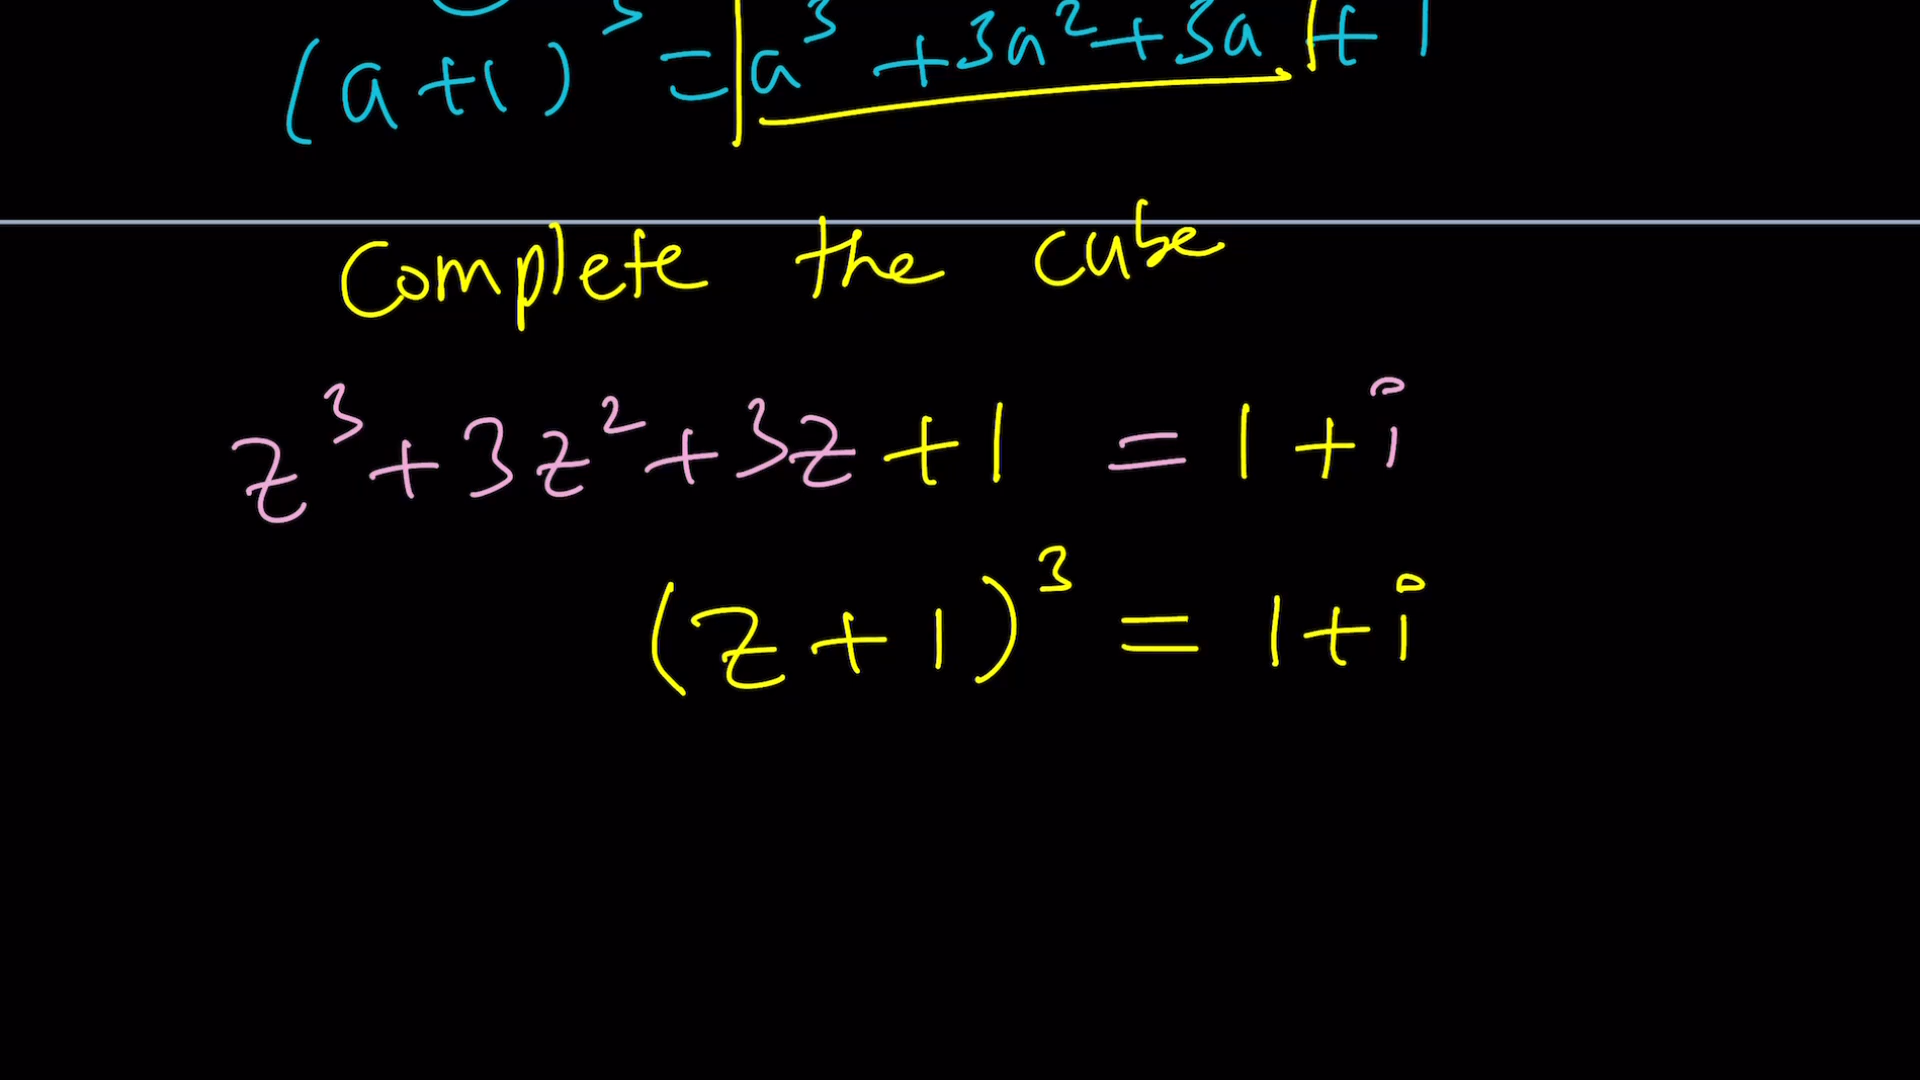 (a+1)³ = a³ +3a²+3a + 1
Complete the cube
z³+3z²+3z+1 = 1+i
(z+1)³ = 1+i